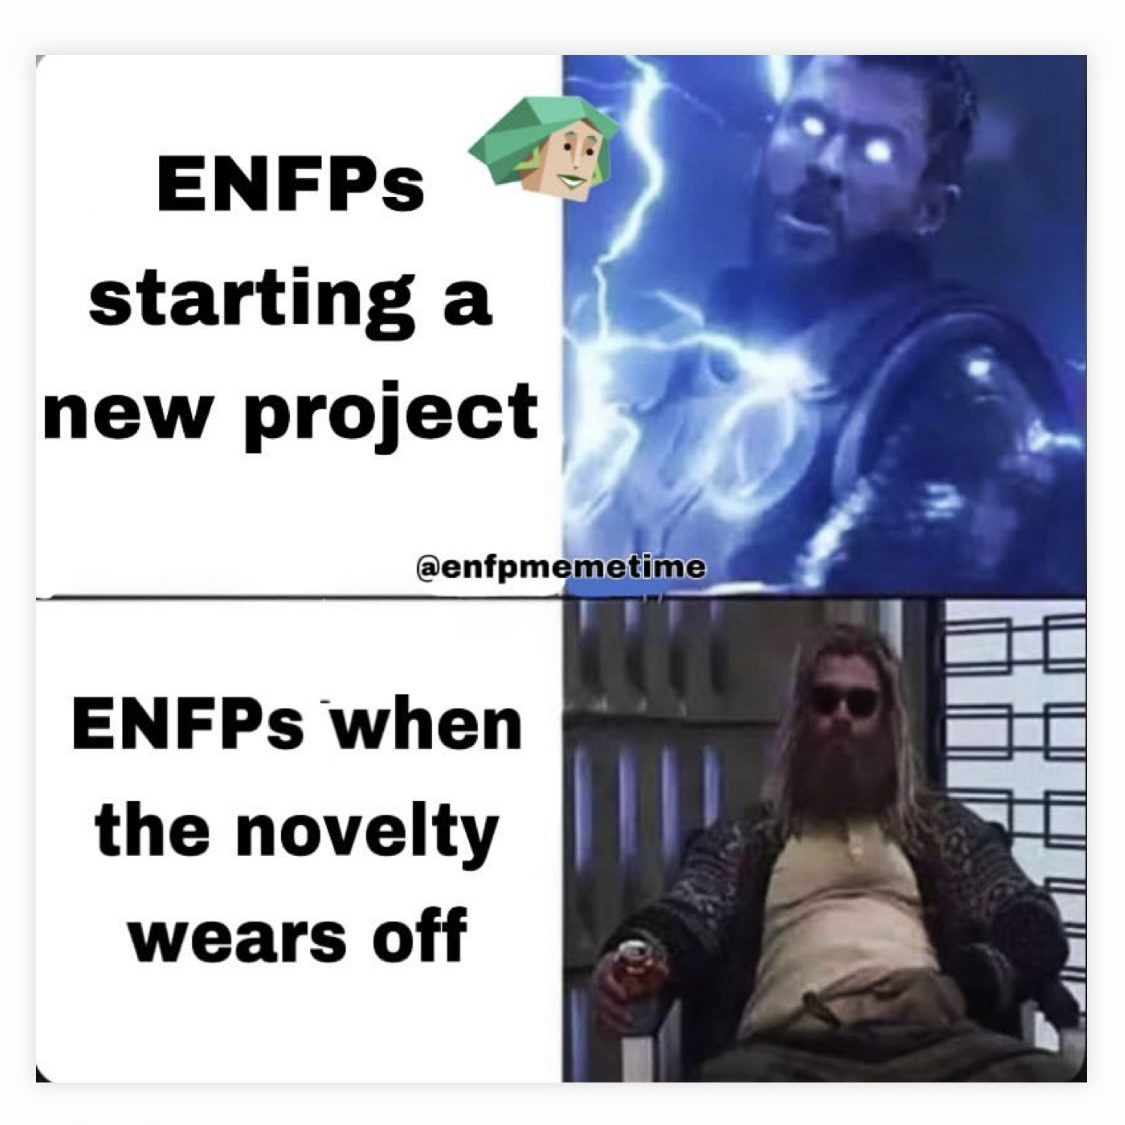 ENFPs
starting a
new project
@enfpmemetime
ENFPs when
the novelty
wears off